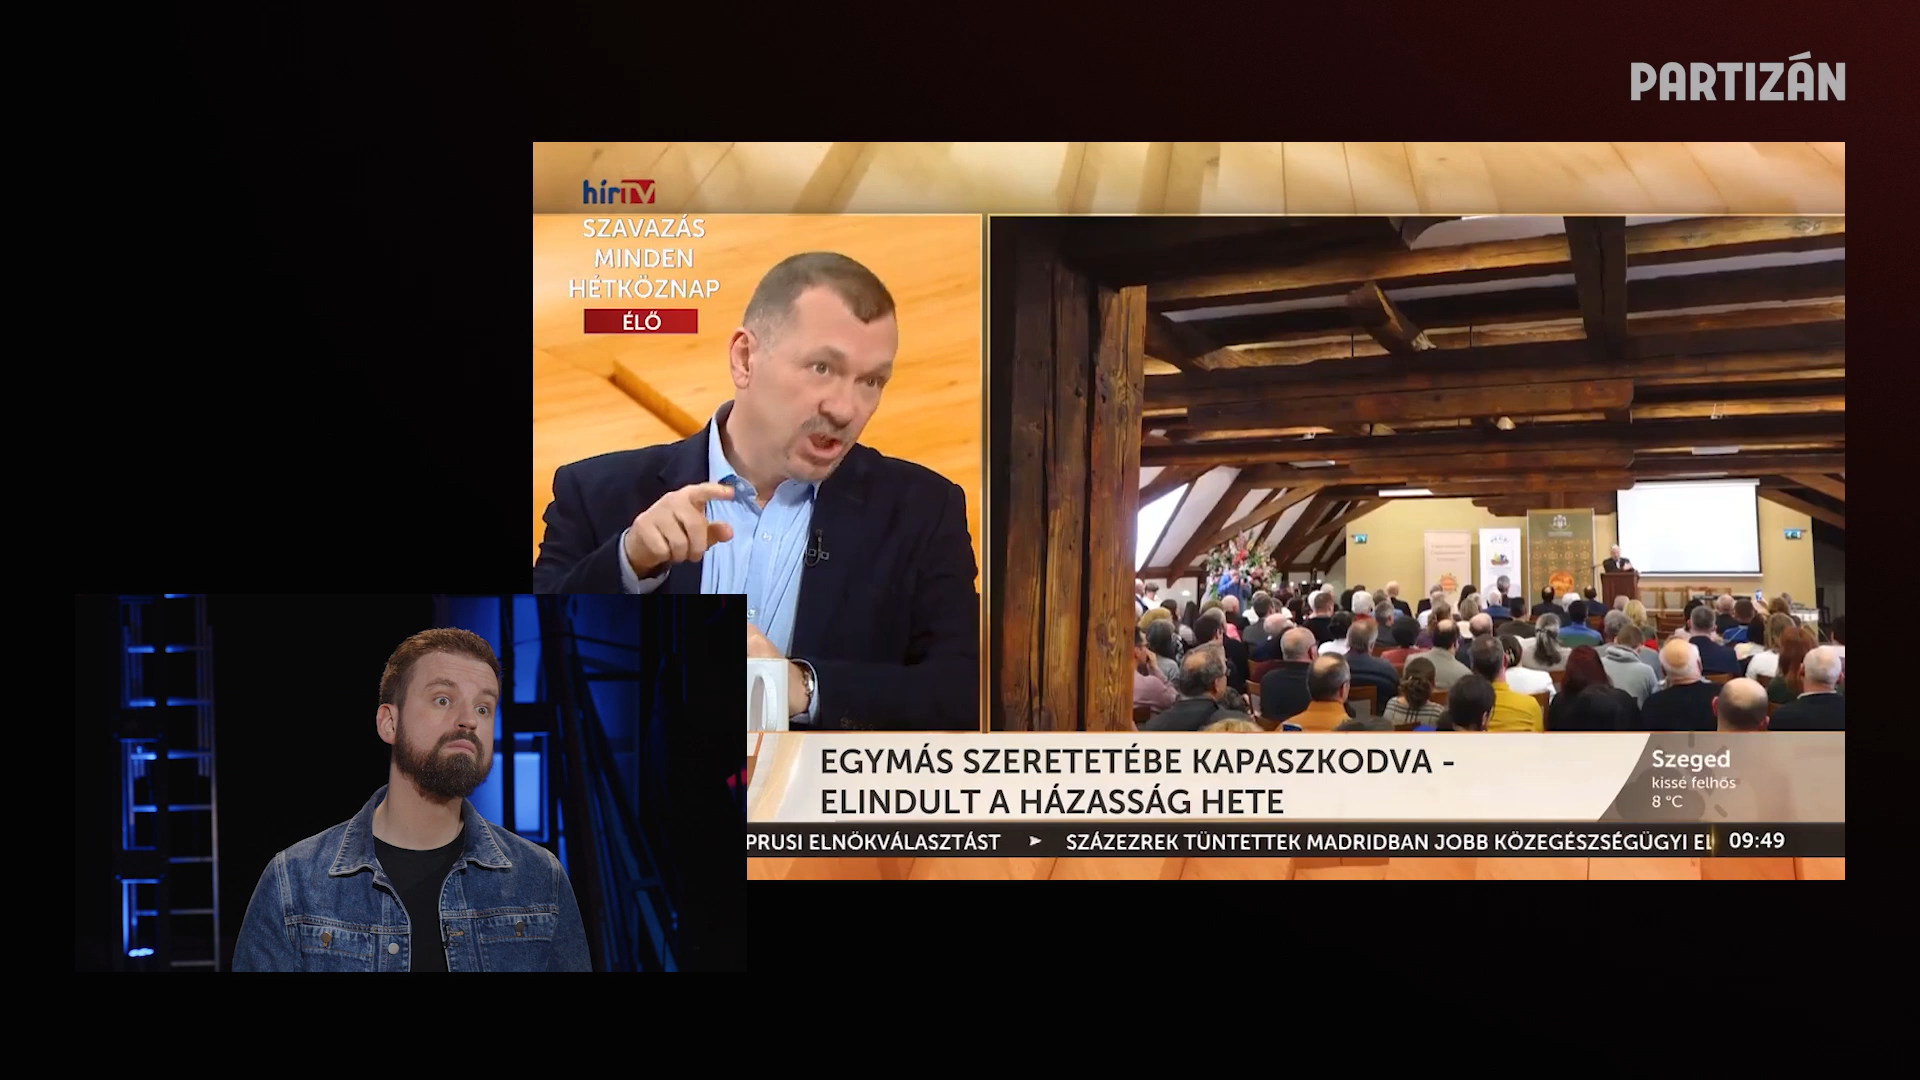 PARTIZÁN
hírTV
SZAVAZÁS
MINDEN
HÉTKÖZNAP
ÉLŐ
EGYMÁS SZERETETÉBE KAPASZKODVA -
ELINDULT A HÁZASSÁG HETE
Szeged
kissé felhős
8 °C
PRUSI ELNÖKVÁLASZTÁST ► SZÁZEZREK TÜNTETTEK MADRIDBAN JOBB KÖZEGÉSZSÉGÜGYI EL
09:49